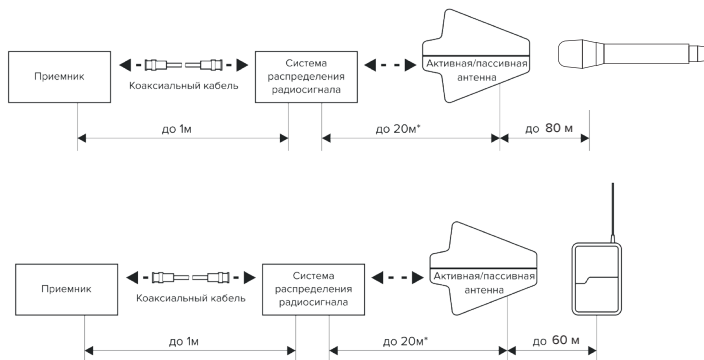 Приемник
Коаксиальный кабель
Система
распределения
радиосигнала
Активная/пассивная
антенна
до 1м
до 20м*
до 80 м
Приемник
Коаксиальный кабель
Система
распределения
радиосигнала
Активная/пассивная
антенна
до 1м
до 20м*
до 60 м